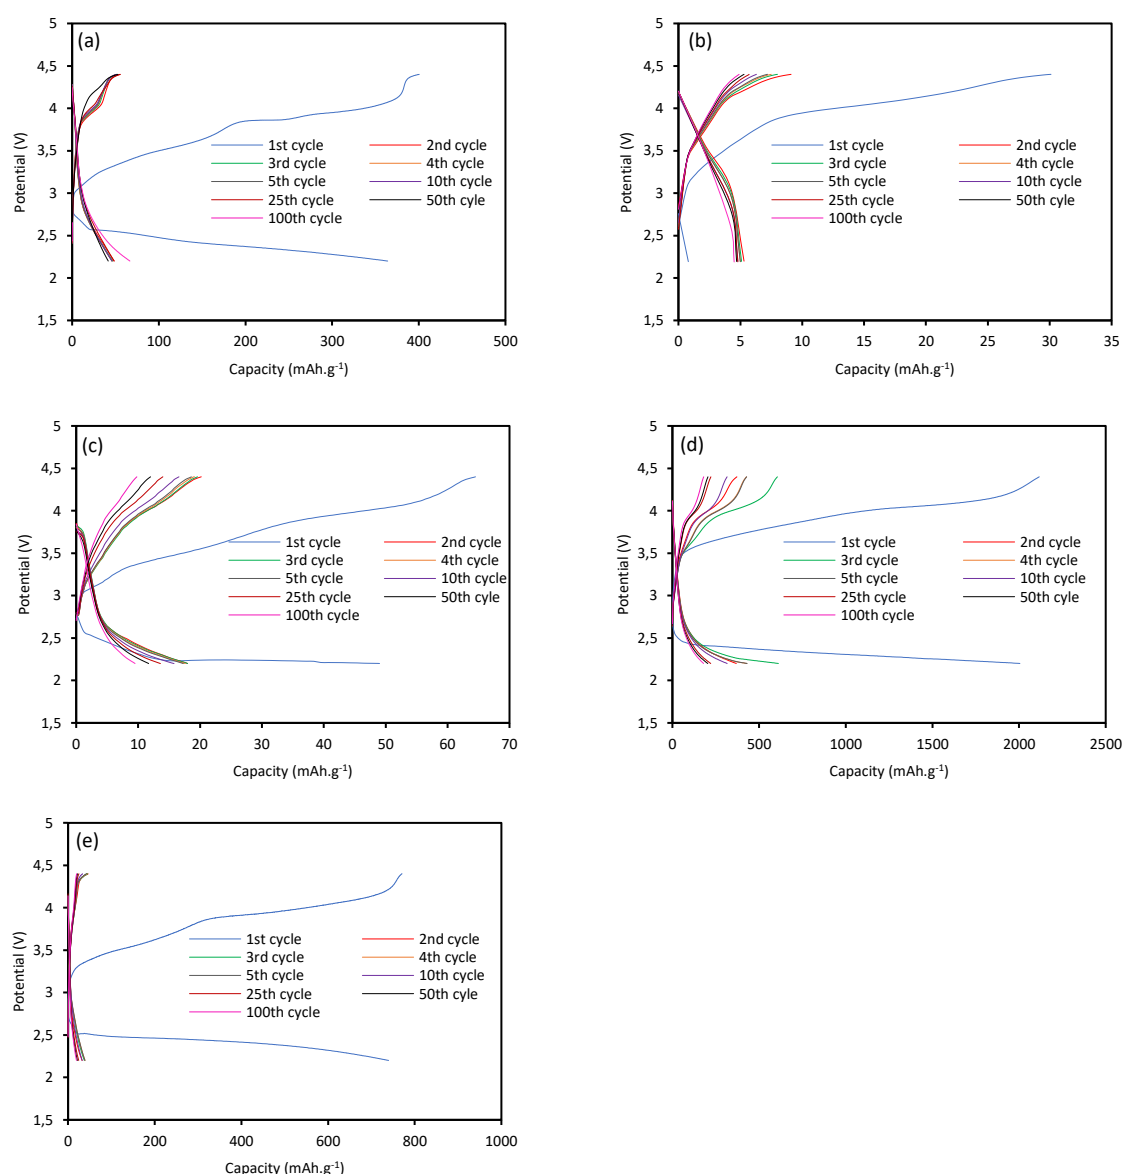 (a)
5
4,5
4
3,5
3
2,5
2
1,5
Potential (V)
1st cycle 2nd cycle
3rd cycle 4th cycle
5th cycle 10th cycle
25th cycle 50th cyle
100th cycle
0 100 200 300 400 500
Capacity (mAh.g-1)
(b)
5
4,5
4
3,5
3
2,5
2
1,5
Potential (V)
1st cycle 2nd cycle
3rd cycle 4th cycle
5th cycle 10th cycle
25th cycle 50th cyle
100th cycle
0 5 10 15 20 25 30 35
Capacity (mAh.g-1)
(c)
5
4,5
4
3,5
3
2,5
2
1,5
Potential (V)
1st cycle 2nd cycle
3rd cycle 4th cycle
5th cycle 10th cycle
25th cycle 50th cyle
100th cycle
0 10 20 30 40 50 60 70
Capacity (mAh.g-1)
(d)
5
4,5
4
3,5
3
2,5
2
1,5
Potential (V)
1st cycle 2nd cycle
3rd cycle 4th cycle
5th cycle 10th cycle
25th cycle 50th cyle
100th cycle
0 500 1000 1500 2000 2500
Capacity (mAh.g-1)
(e)
5
4,5
4
3,5
3
2,5
2
1,5
Potential (V)
1st cycle 2nd cycle
3rd cycle 4th cycle
5th cycle 10th cycle
25th cycle 50th cyle
100th cycle
0 200 400 600 800 1000
Capacity (mAh.g-1)